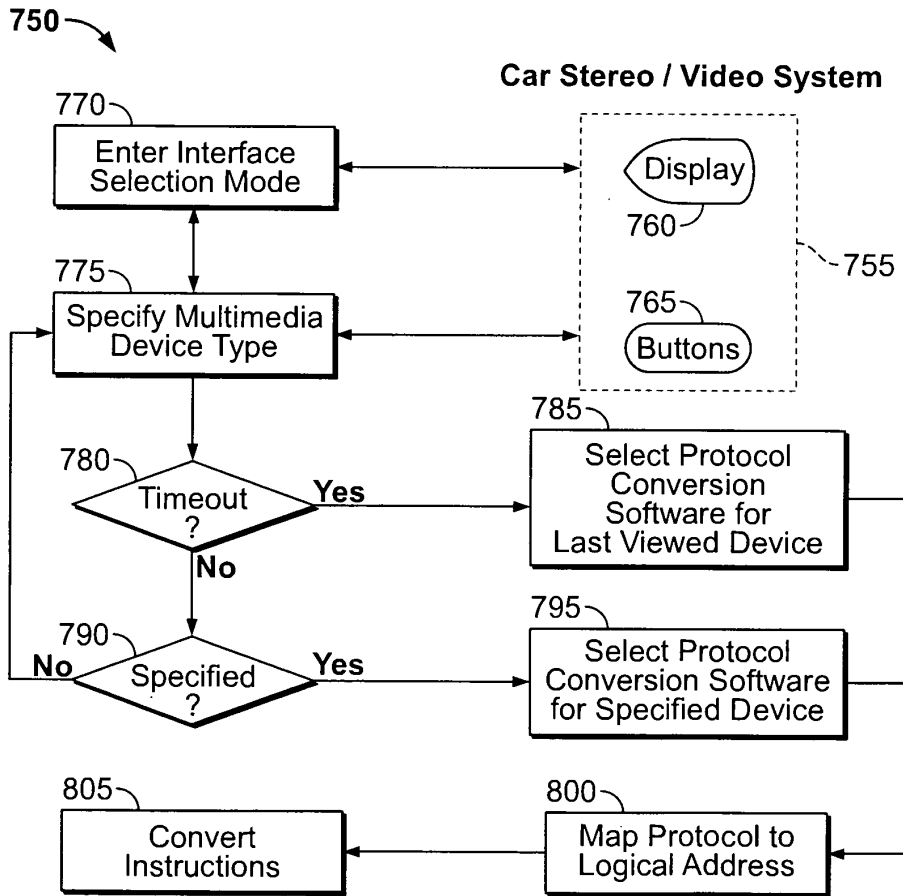 750
Car Stereo / Video System
770
Enter Interface
Selection Mode
Display
760
755
775
Specify Multimedia
Device Type
765
Buttons
780
Timeout
?
Yes
No
785
Select Protocol
Conversion
Software for
Last Viewed Device
790
No
Specified
?
Yes
795
Select Protocol
Conversion Software
for Specified Device
805
Convert
Instructions
800
Map Protocol to
Logical Address